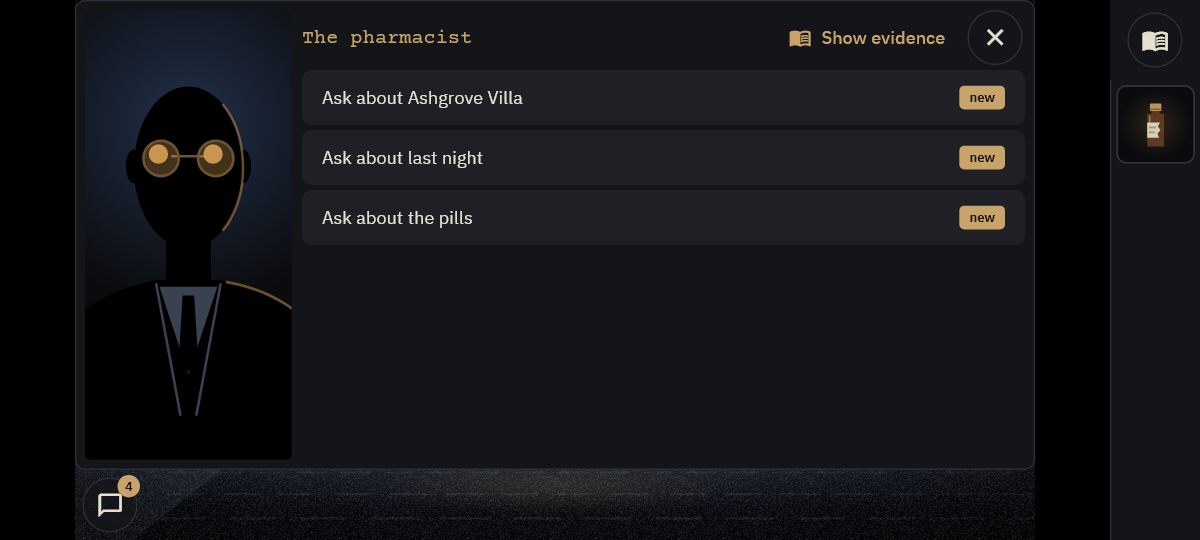 The pharmacist
Show evidence
Ask about Ashgrove Villa
new
Ask about last night
new
Ask about the pills
new
4